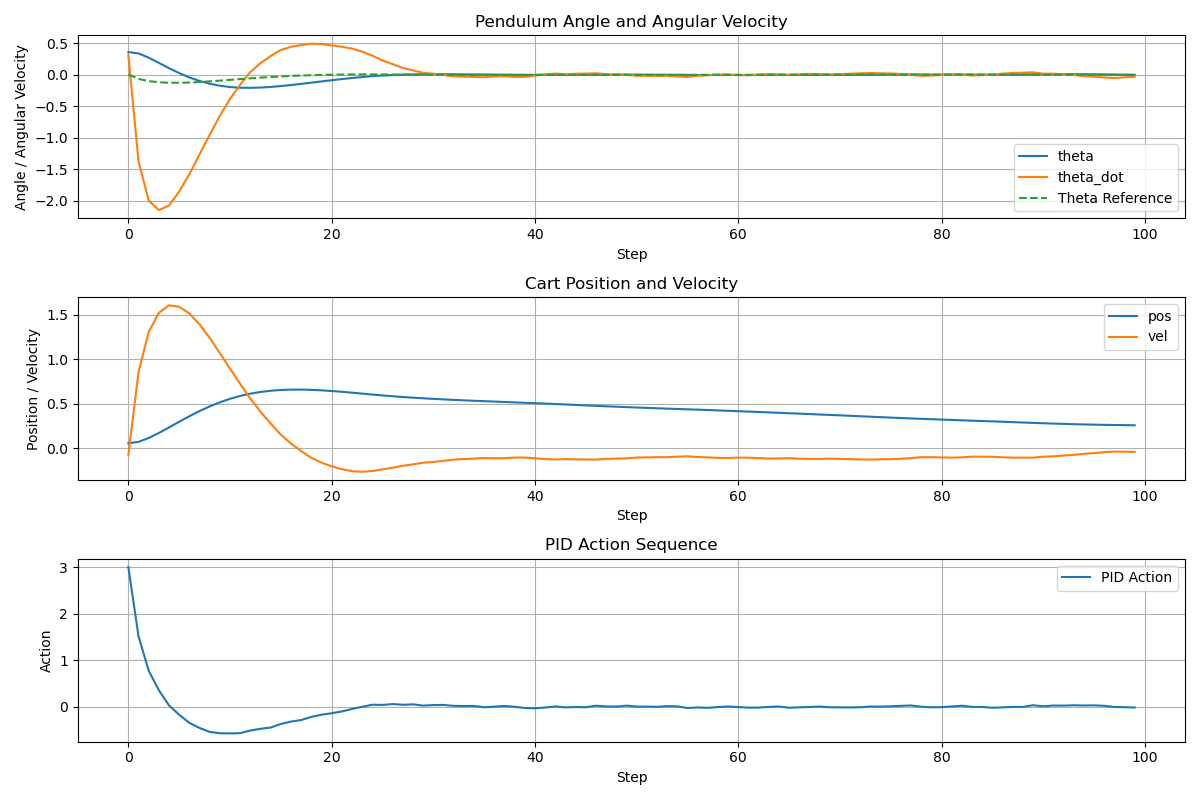 Pendulum Angle and Angular Velocity
Angle / Angular Velocity
0.5
0.0
−0.5
−1.0
−1.5
−2.0
theta
theta_dot
Theta Reference
0 20 40 60 80 100
Step
Cart Position and Velocity
Position / Velocity
1.5
1.0
0.5
0.0
pos
vel
0 20 40 60 80 100
Step
PID Action Sequence
Action
3
2
1
0
PID Action
0 20 40 60 80 100
Step